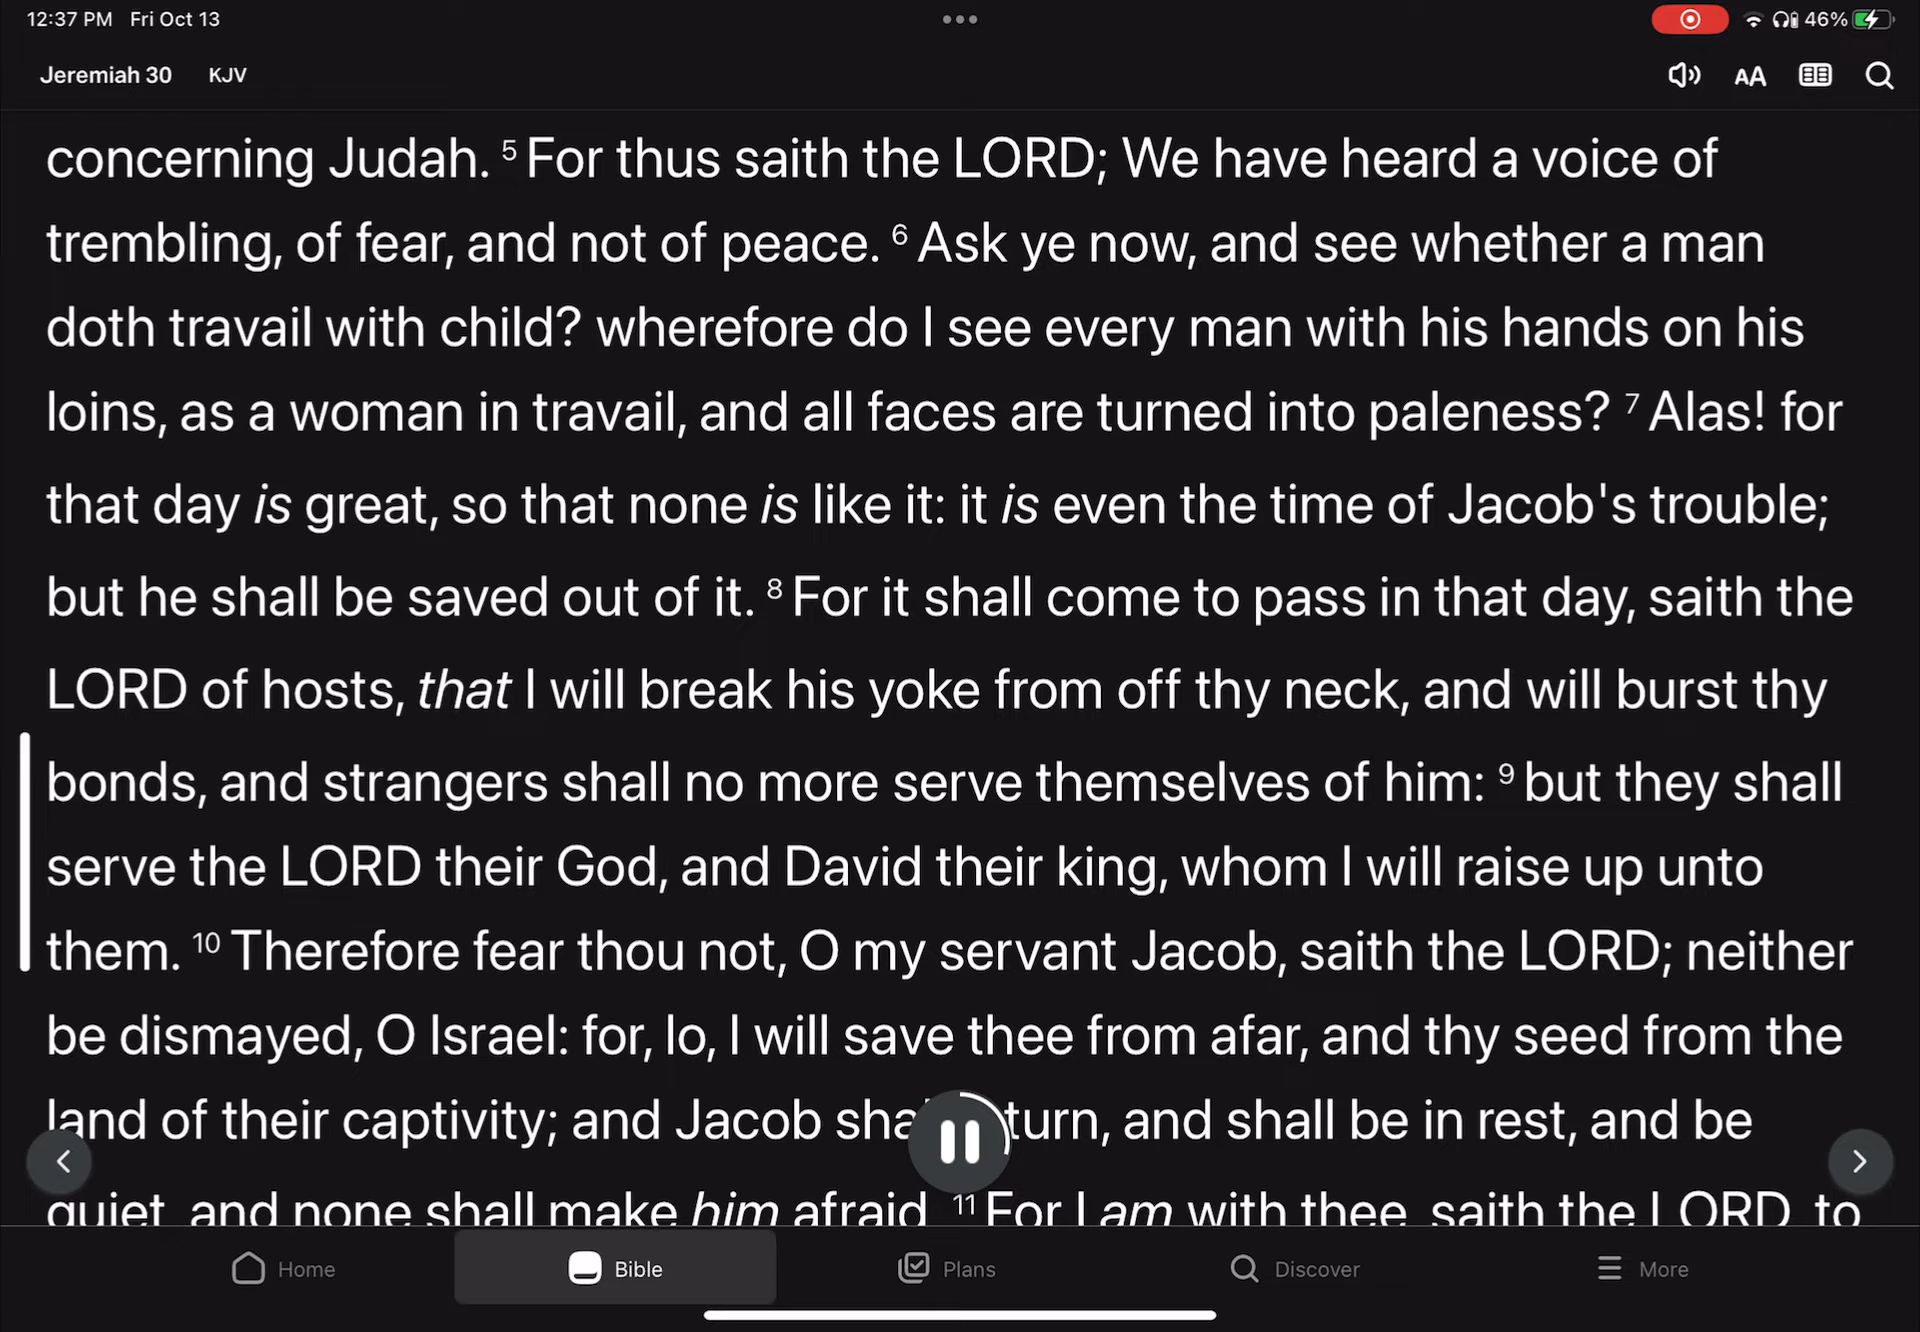 12:37 PM Fri Oct 13
46%
Jeremiah 30 KJV
AA
concerning Judah. 5 For thus saith the LORD; We have heard a voice of
trembling, of fear, and not of peace. 6 Ask ye now, and see whether a man
doth travail with child? wherefore do I see every man with his hands on his
loins, as a woman in travail, and all faces are turned into paleness? 7 Alas! for
that day is great, so that none is like it: it is even the time of Jacob's trouble;
but he shall be saved out of it. 8 For it shall come to pass in that day, saith the
LORD of hosts, that I will break his yoke from off thy neck, and will burst thy
bonds, and strangers shall no more serve themselves of him: 9 but they shall
serve the LORD their God, and David their king, whom I will raise up unto
them. 10 Therefore fear thou not, O my servant Jacob, saith the LORD; neither
be dismayed, O Israel: for, lo, I will save thee from afar, and thy seed from the
land of their captivity; and Jacob sha turn, and shall be in rest, and be
quiet, and none shall make him afraid. 11 For I am with thee, saith the LORD, to
Home Bible Plans Discover More